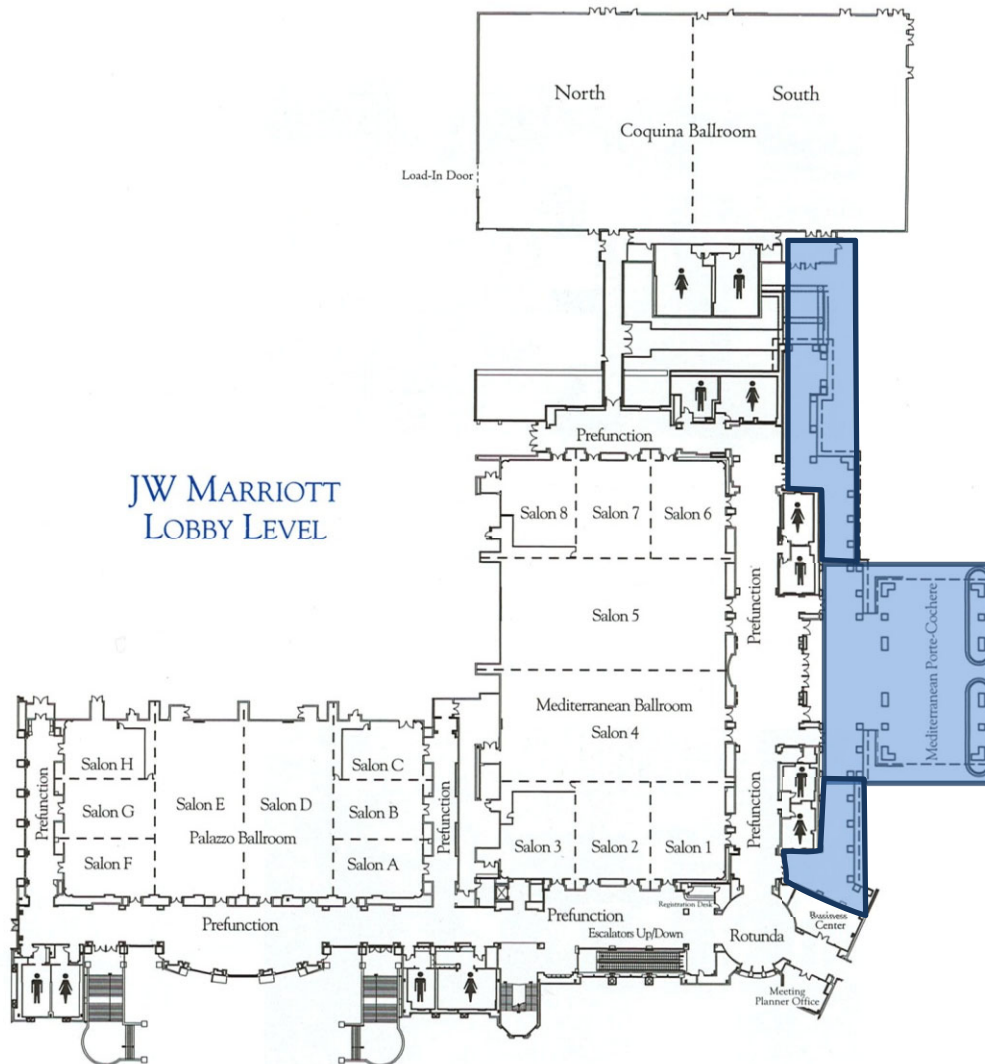 North
South
Coquina Ballroom
Load-In Door
Prefunction
JW MARRIOTT
LOBBY LEVEL
Salon 8
Salon 7
Salon 6
Prefunction
Salon 5
Mediterranean Porte-Cochere
Mediterranean Ballroom
Salon 4
Salon H
Salon C
Prefunction
Salon G
Salon E
Salon D
Salon B
Prefunction
Prefunction
Palazzo Ballroom
Salon F
Salon A
Salon 3
Salon 2
Salon 1
Registration Desk
Prefunction
Prefunction
Escalators Up/Down
Rotunda
Business
Center
Meeting
Planner Office